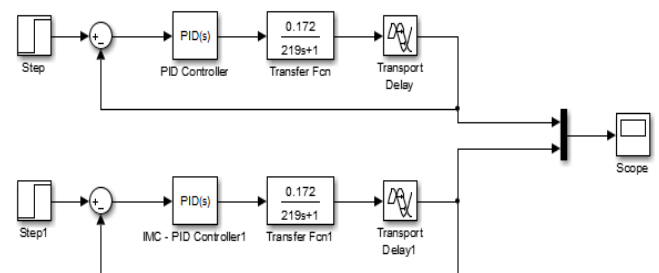 Step
+
-
PID(s)
PID Controller
0.172
219s+1
Transfer Fcn
Transport
Delay
Scope
Step1
+
-
PID(s)
IMC - PID Controller1
0.172
219s+1
Transfer Fcn1
Transport
Delay1